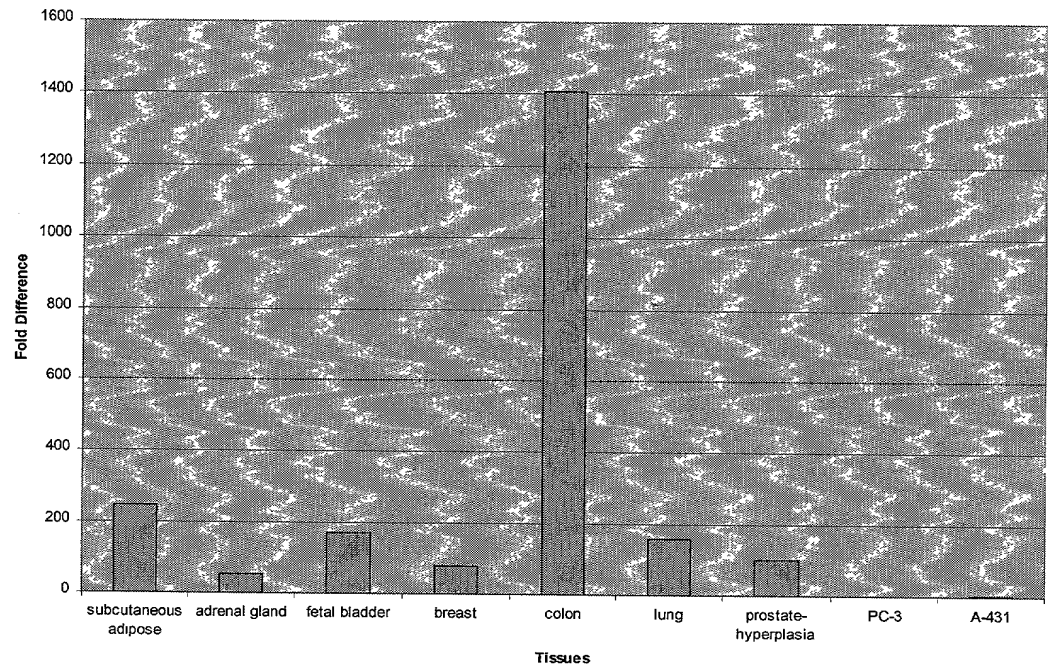 1600
1400
1200
1000
800
600
400
200
0
Fold Difference
subcutaneous adipose
adrenal gland
fetal bladder
breast
colon
lung
prostate-hyperplasia
PC-3
A-431
Tissues